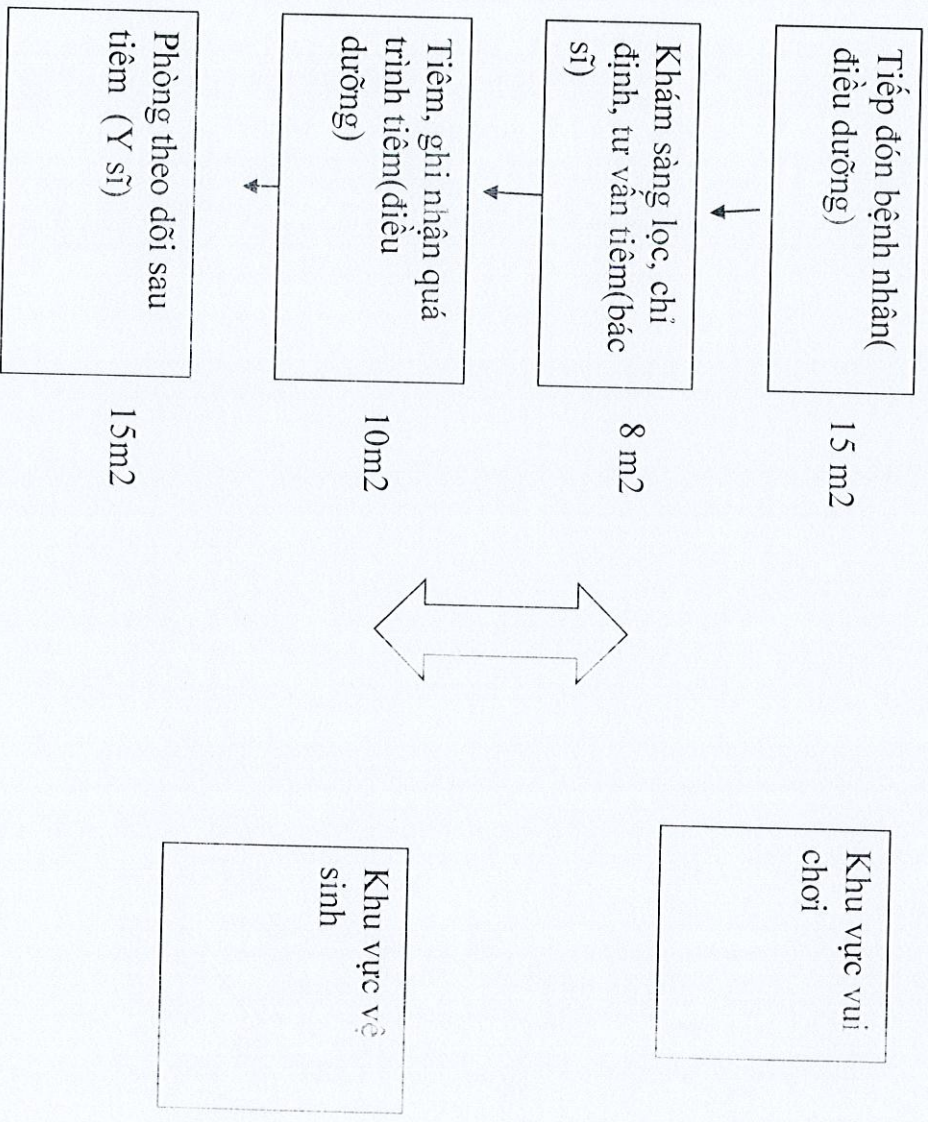 Tiếp đón bệnh nhân(
điều dưỡng)
15 m2
Khám sàng lọc, chỉ
định, tư vấn tiêm(bác
sĩ)
8 m2
Tiêm, ghi nhận quá
trình tiêm(điều
dưỡng)
10m2
Phòng theo dõi sau
tiêm (Y sĩ)
15m2
Khu vực vui
chơi
Khu vực vệ
sinh